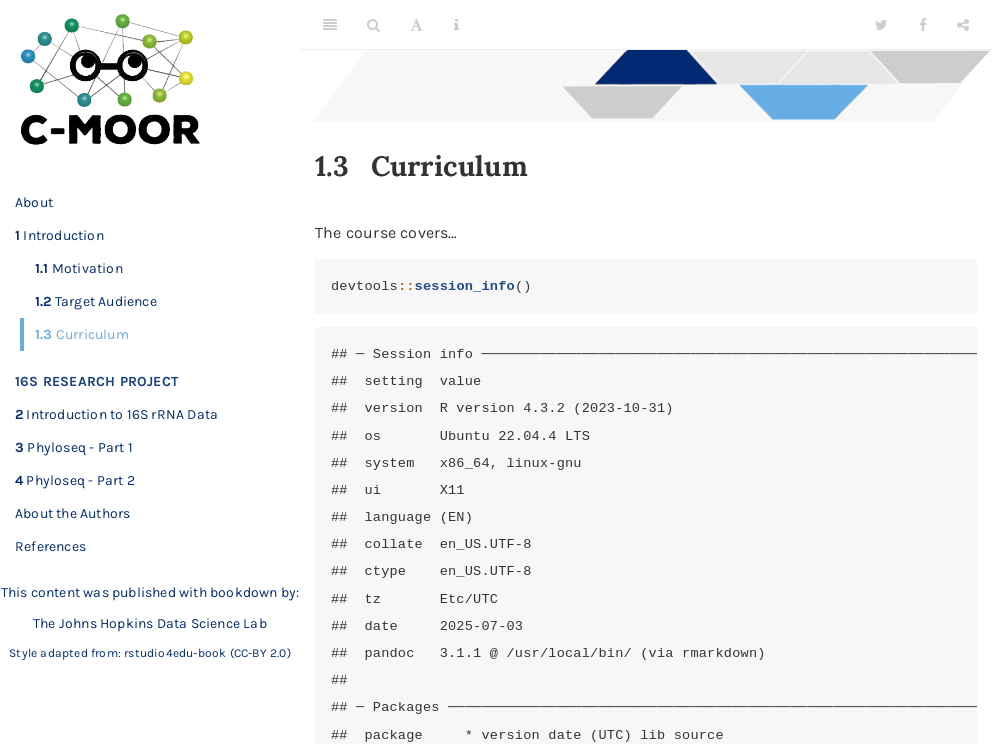 C-MOOR
About
1 Introduction
1.1 Motivation
1.2 Target Audience
1.3 Curriculum
16S RESEARCH PROJECT
2 Introduction to 16S rRNA Data
3 Phyloseq - Part 1
4 Phyloseq - Part 2
About the Authors
References
This content was published with bookdown by:
The Johns Hopkins Data Science Lab
Style adapted from: rstudio4edu-book (CC-BY 2.0)
A
i
1.3 Curriculum
The course covers…
devtools::session_info()
## ─ Session info ───────────────────────────────────────────────────────────
##  setting  value
##  version  R version 4.3.2 (2023-10-31)
##  os       Ubuntu 22.04.4 LTS
##  system   x86_64, linux-gnu
##  ui       X11
##  language (EN)
##  collate  en_US.UTF-8
##  ctype    en_US.UTF-8
##  tz       Etc/UTC
##  date     2025-07-03
##  pandoc   3.1.1 @ /usr/local/bin/ (via rmarkdown)
##
## ─ Packages ───────────────────────────────────────────────────────────────
##  package     * version date (UTC) lib source